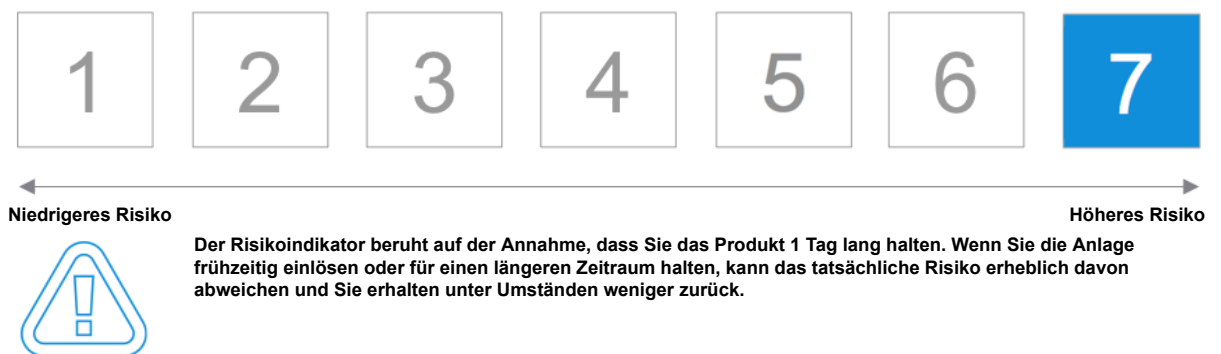 1 2 3 4 5 6 7
Niedrigeres Risiko Höheres Risiko
Der Risikoindikator beruht auf der Annahme, dass Sie das Produkt 1 Tag lang halten. Wenn Sie die Anlage
frühzeitig einlösen oder für einen längeren Zeitraum halten, kann das tatsächliche Risiko erheblich davon
abweichen und Sie erhalten unter Umständen weniger zurück.